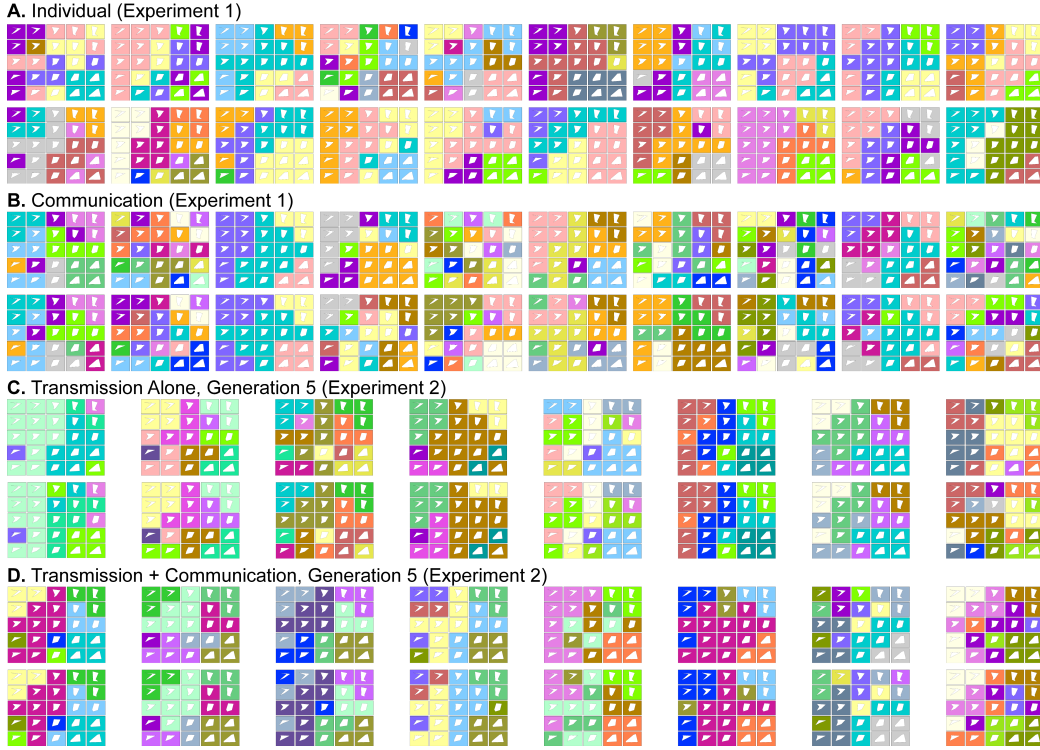 A. Individual (Experiment 1)
B. Communication (Experiment 1)
C. Transmission Alone, Generation 5 (Experiment 2)
D. Transmission + Communication, Generation 5 (Experiment 2)